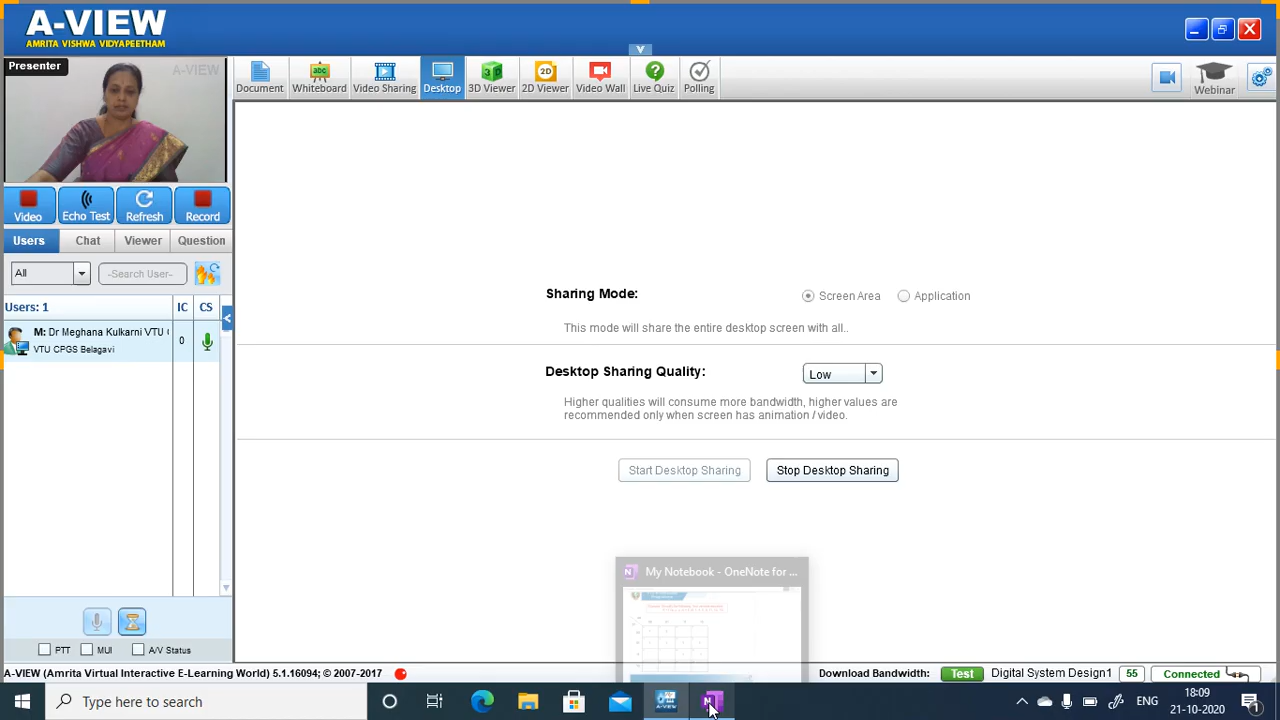 A-VIEW
AMRITA VISHWA VIDYAPEETHAM
Presenter
A-VIEW
Document
Whiteboard
Video Sharing
Desktop
3D Viewer
2D Viewer
Video Wall
Live Quiz
Polling
Webinar
Video
Echo Test
Refresh
Record
Users
Chat
Viewer
Question
All
-Search User-
Users: 1
IC
CS
M: Dr Meghana Kulkarni VTU
0
VTU CPGS Belagavi
Sharing Mode:
Screen Area
Application
This mode will share the entire desktop screen with all..
Desktop Sharing Quality:
Low
Higher qualities will consume more bandwidth, higher values are
recommended only when screen has animation / video.
Start Desktop Sharing
Stop Desktop Sharing
My Notebook - OneNote for ...
PTT
MUI
A/V Status
A-VIEW (Amrita Virtual Interactive E-Learning World) 5.1.16094; © 2007-2017
Download Bandwidth:
Test
Digital System Design1
55
Connected
Type here to search
ENG
18:09
21-10-2020